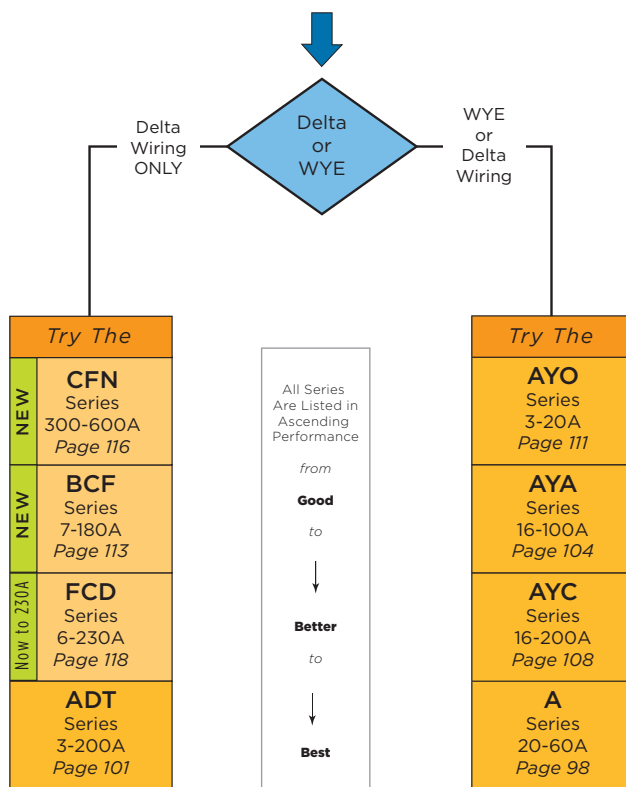 Delta
Wiring
ONLY
Delta
or
WYE
WYE
or
Delta
Wiring
Try The
NEW
CFN
Series
300-600A
Page 116
NEW
BCF
Series
7-180A
Page 113
Now to 230A
FCD
Series
6-230A
Page 118
ADT
Series
3-200A
Page 101
All Series
Are Listed in
Ascending
Performance
from
Good
to
Better
to
Best
Try The
AYO
Series
3-20A
Page 111
AYA
Series
16-100A
Page 104
AYC
Series
16-200A
Page 108
A
Series
20-60A
Page 98